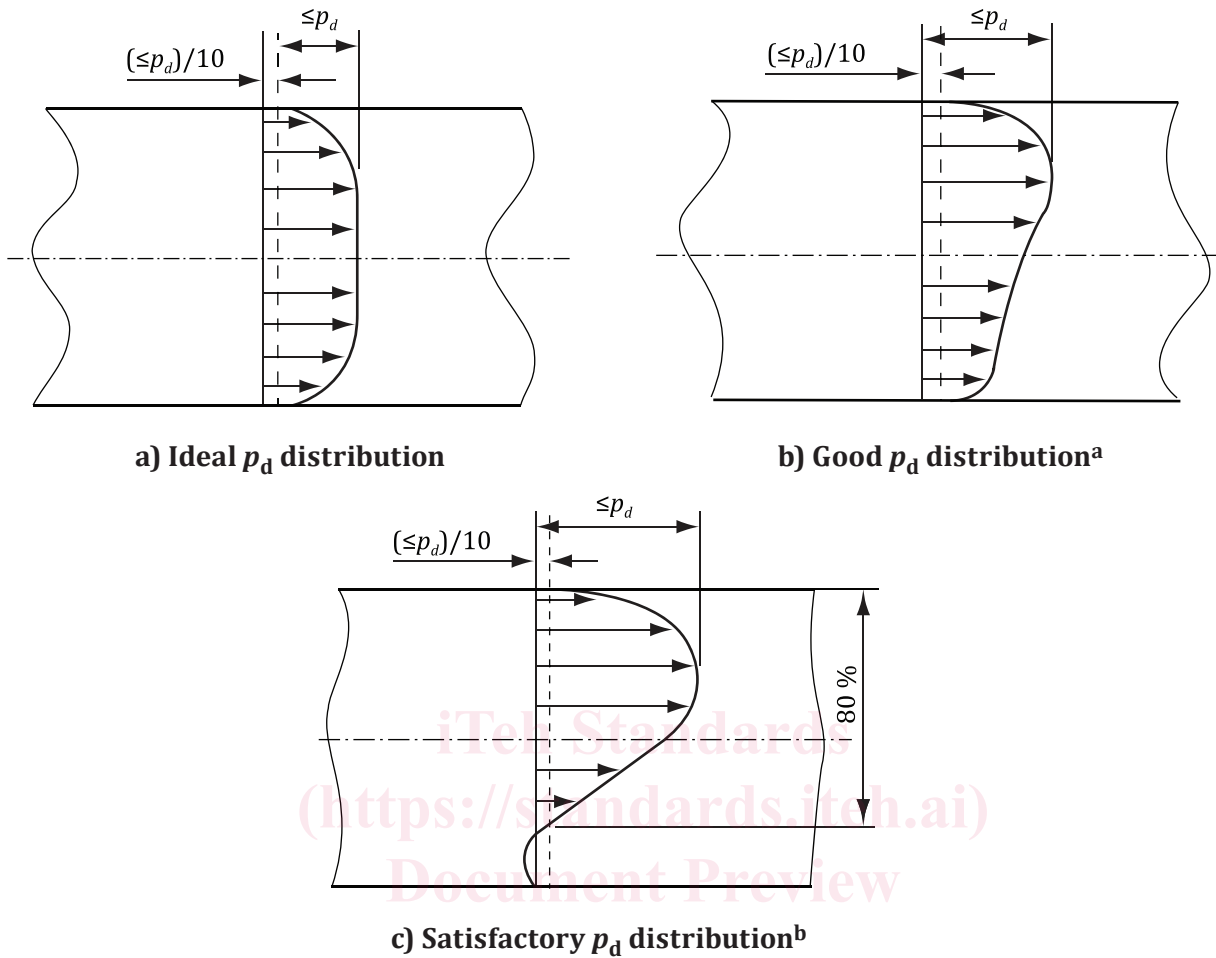 ≤p_d
(≤p_d)/10
≤p_d
(≤p_d)/10
a) Ideal p_d distribution
b) Good p_d distribution^a
≤p_d
(≤p_d)/10
80 %
iTeh Standards
(https://standards.iteh.ai)
Document Preview
c) Satisfactory p_d distribution^b